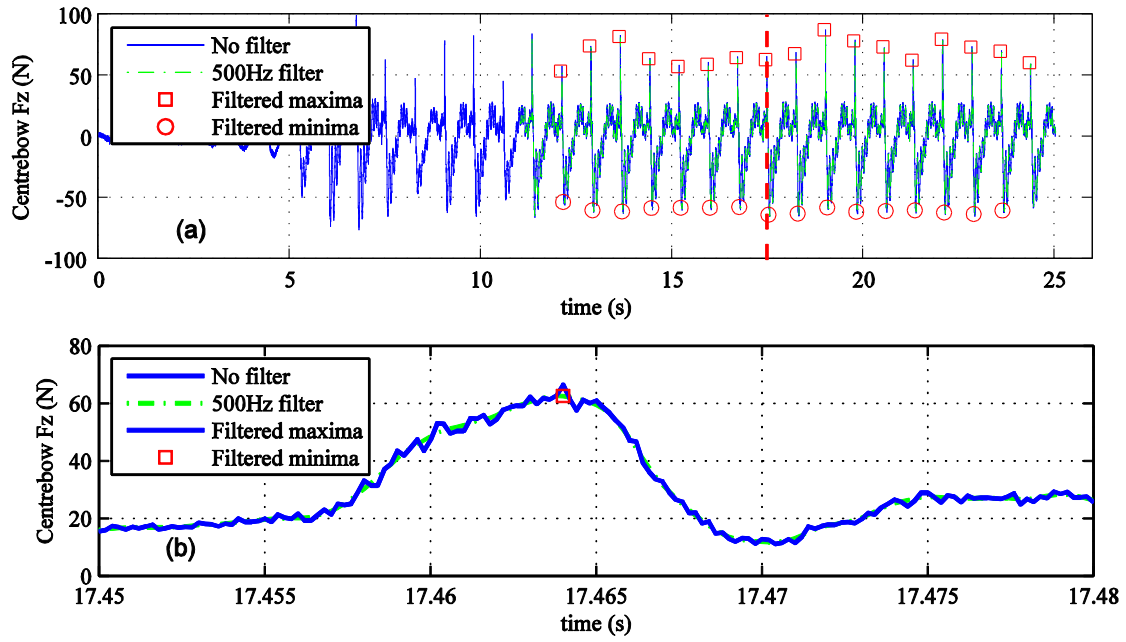 100
50
0
-50
-100
Centrebow Fz (N)
No filter
500Hz filter
Filtered maxima
Filtered minima
(a)
0 5 10 15 20 25
time (s)
80
60
40
20
0
Centrebow Fz (N)
No filter
500Hz filter
Filtered maxima
Filtered minima
(b)
17.45 17.455 17.46 17.465 17.47 17.475 17.48
time (s)